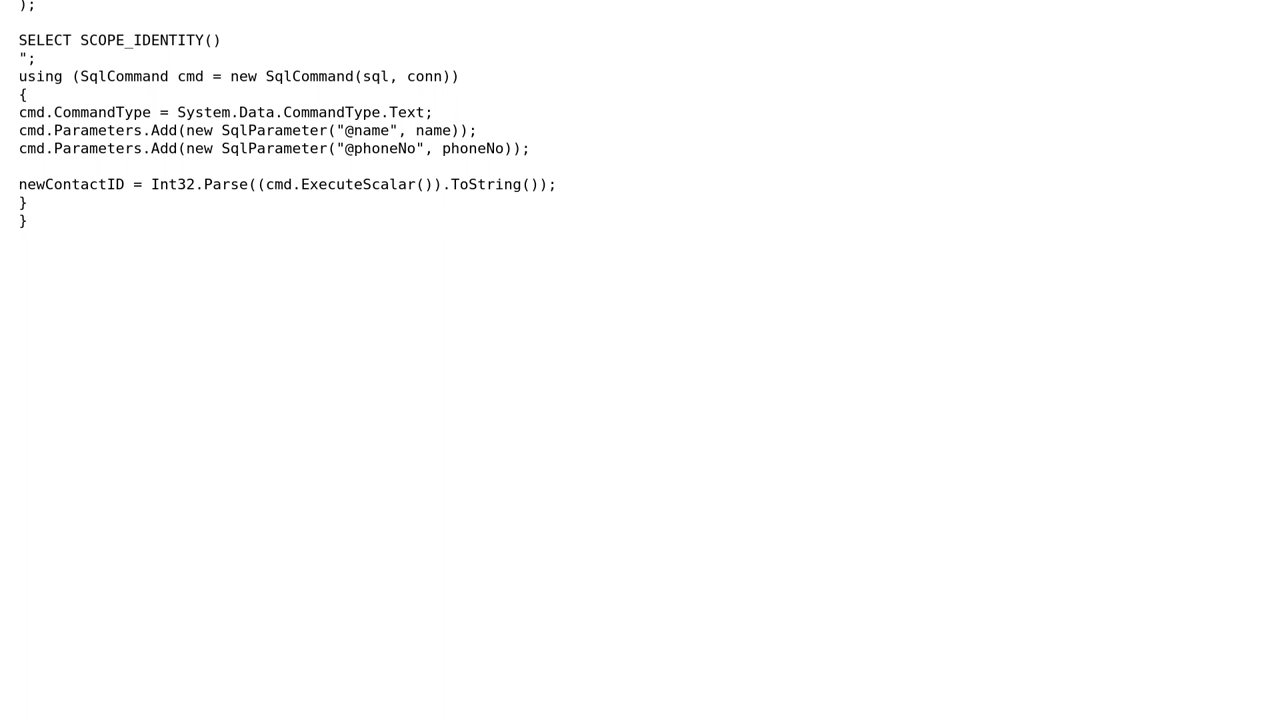 );
SELECT SCOPE_IDENTITY()
";
using (SqlCommand cmd = new SqlCommand(sql, conn))
{
cmd.CommandType = System.Data.CommandType.Text;
cmd.Parameters.Add(new SqlParameter("@name", name));
cmd.Parameters.Add(new SqlParameter("@phoneNo", phoneNo));
newContactID = Int32.Parse((cmd.ExecuteScalar()).ToString());
}
}